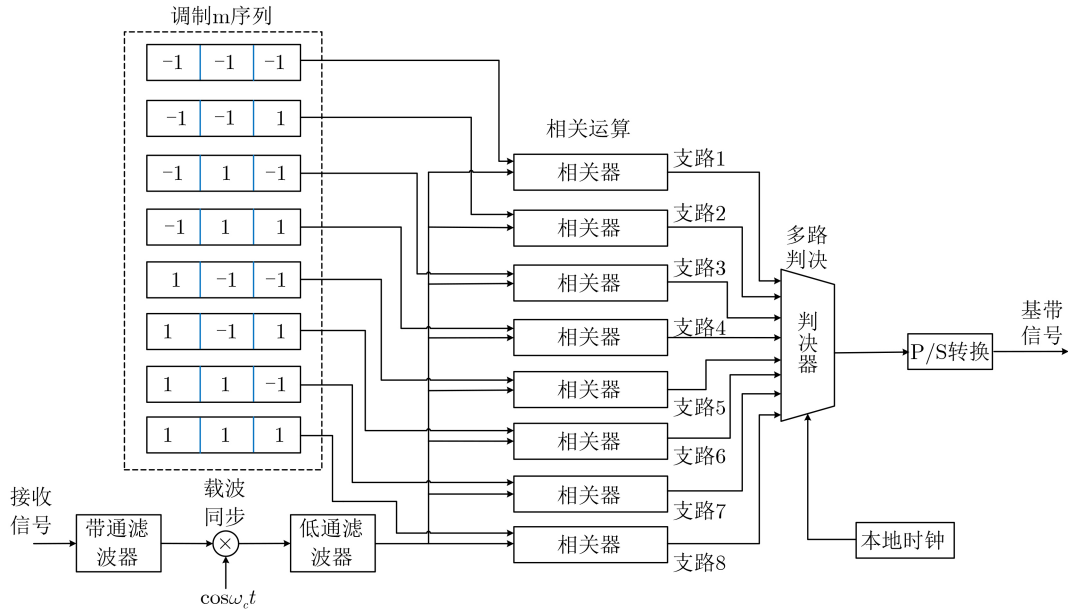 调制m序列
-1 -1 -1
-1 -1 1
-1 1 -1
-1 1 1
1 -1 -1
1 -1 1
1 1 -1
1 1 1
相关运算
相关器
支路1
相关器
支路2
相关器
支路3
相关器
支路4
相关器
支路5
相关器
支路6
相关器
支路7
相关器
支路8
多路
判决
判决器
P/S转换
基带
信号
本地时钟
接收
信号
带通滤
波器
载波
同步
×
cosω_c t
低通滤
波器